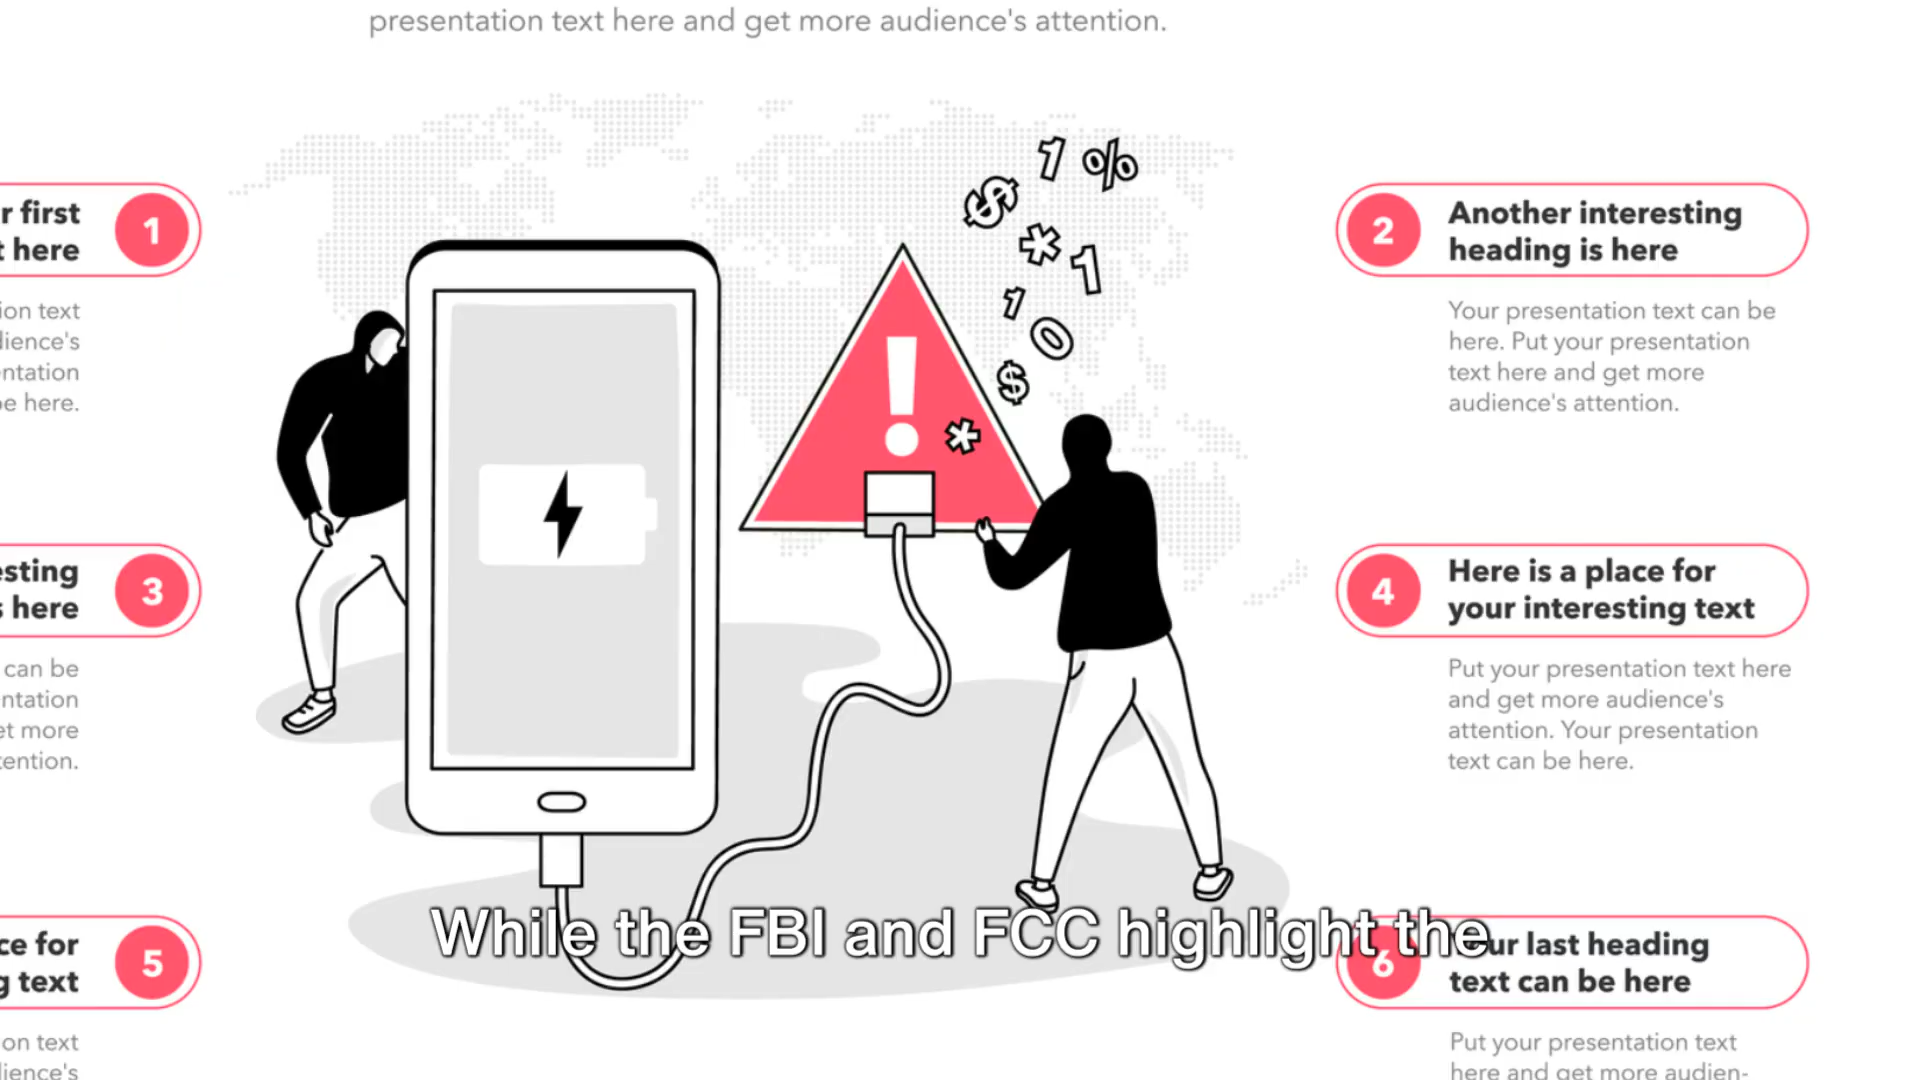 presentation text here and get more audience's attention.
r first
t here
1
2
Another interesting
heading is here
ion text
dience's
ntation
be here.
Your presentation text can be
here. Put your presentation
text here and get more
audience's attention.
$ 1 %
* 1
1 0
$
*
!
esting
s here
3
4
Here is a place for
your interesting text
can be
ntation
et more
tention.
Put your presentation text here
and get more audience's
attention. Your presentation
text can be here.
While the FBI and FCC highlight the
ce for
g text
5
6
ur last heading
text can be here
on text
dience's
Put your presentation text
here and get more audien-